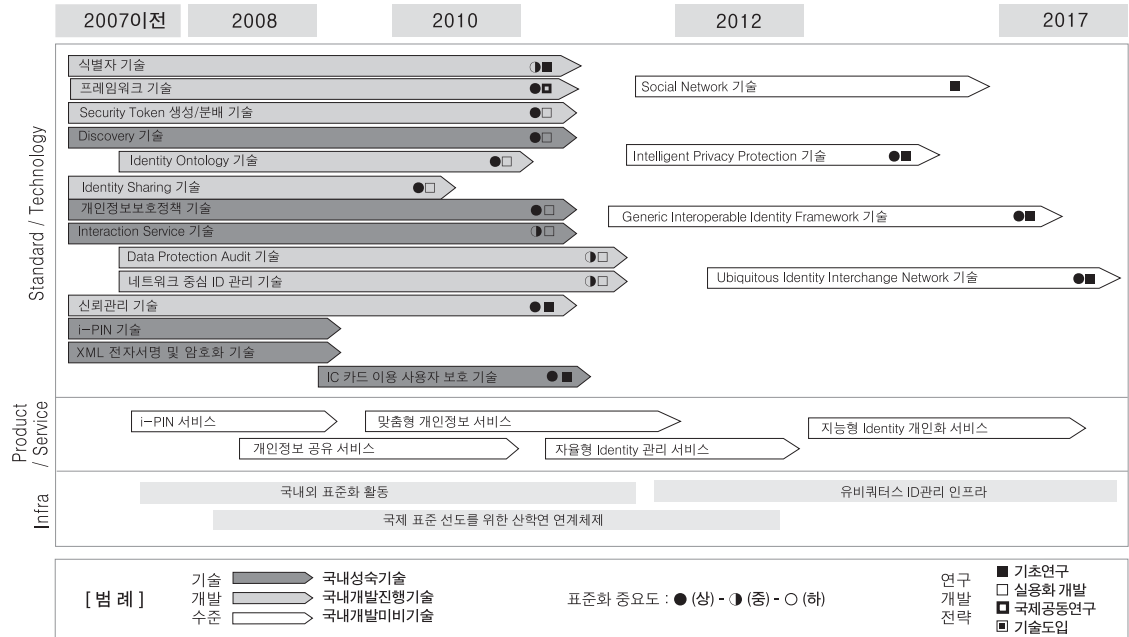 2007이전 2008 2010 2012 2017
Standard / Technology
식별자 기술
프레임워크 기술
Social Network 기술
Security Token 생성/분배 기술
Discovery 기술
Identity Ontology 기술
Intelligent Privacy Protection 기술
Identity Sharing 기술
개인정보보호정책 기술
Generic Interoperable Identity Framework 기술
Interaction Service 기술
Data Protection Audit 기술
네트워크 중심 ID 관리 기술
Ubiquitous Identity Interchange Network 기술
신뢰관리 기술
i-PIN 기술
XML 전자서명 및 암호화 기술
IC 카드 이용 사용자 보호 기술
Product
/ Service
i-PIN 서비스
맞춤형 개인정보 서비스
지능형 Identity 개인화 서비스
개인정보 공유 서비스
자율형 Identity 관리 서비스
Infra
국내외 표준화 활동
유비쿼터스 ID관리 인프라
국제 표준 선도를 위한 산학연 연계체제
[ 범 례 ]
기술
개발
수준
국내성숙기술
국내개발진행기술
국내개발미비기술
표준화 중요도 : ● (상) - ◑ (중) - ○ (하)
연구
개발
전략
■ 기초연구
□ 실용화 개발
국제공동연구
▣ 기술도입